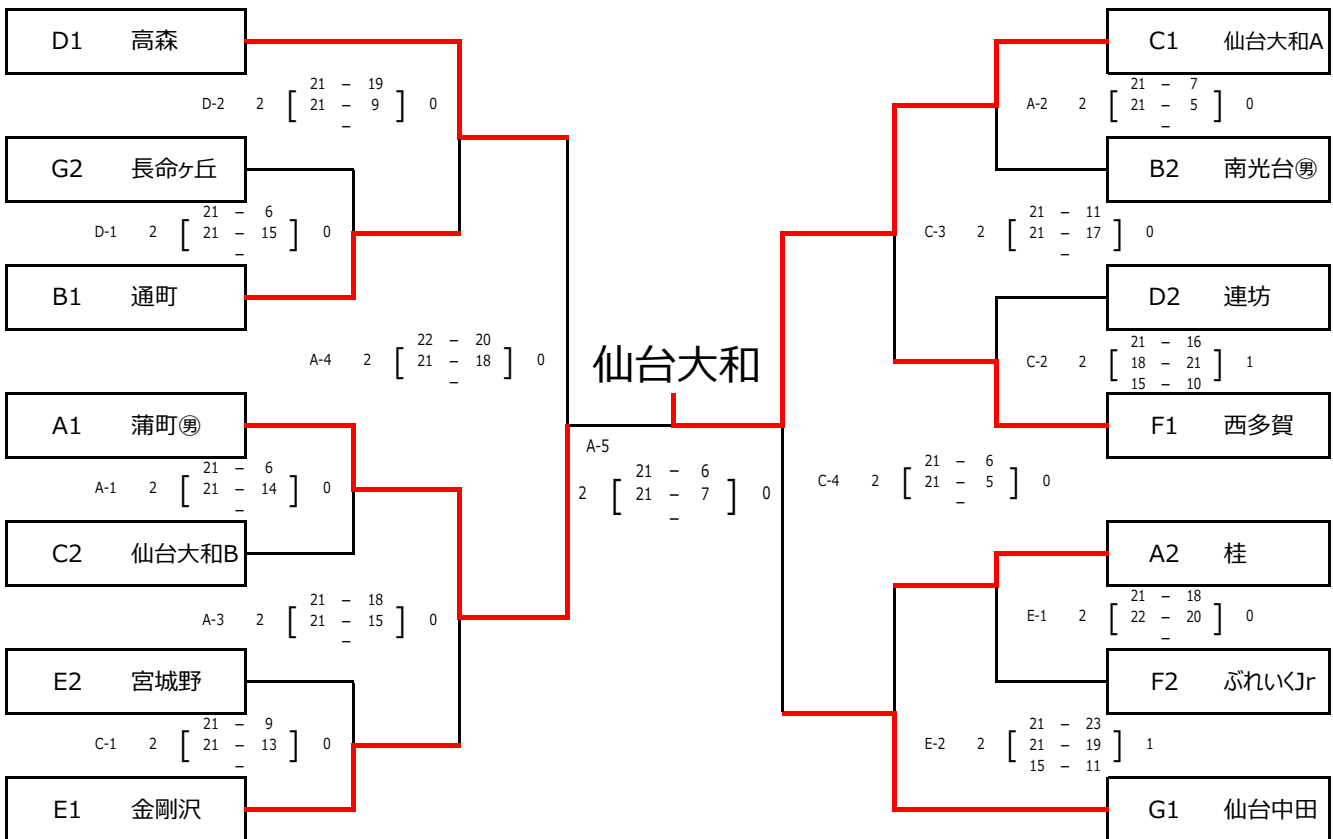 D1 高森
D-2 2 [ 21 – 19 ] 0
21 – 9
–
G2 長命ヶ丘
D-1 2 [ 21 – 6 ] 0
21 – 15
–
B1 通町
A-4 2 [ 22 – 20 ] 0
21 – 18
–
A1 蒲町㊚
A-1 2 [ 21 – 6 ] 0
21 – 14
–
C2 仙台大和B
A-3 2 [ 21 – 18 ] 0
21 – 15
–
E2 宮城野
C-1 2 [ 21 – 9 ] 0
21 – 13
–
E1 金剛沢
仙台大和
A-5
2 [ 21 – 6 ] 0
21 – 7
–
C1 仙台大和A
A-2 2 [ 21 – 7 ] 0
21 – 5
–
B2 南光台㊚
C-3 2 [ 21 – 11 ] 0
21 – 17
–
D2 連坊
C-2 2 [ 21 – 16 ] 1
18 – 21
15 – 10
F1 西多賀
C-4 2 [ 21 – 6 ] 0
21 – 5
–
A2 桂
E-1 2 [ 21 – 18 ] 0
22 – 20
–
F2 ぶれいくJr
E-2 2 [ 21 – 23 ] 1
21 – 19
15 – 11
G1 仙台中田